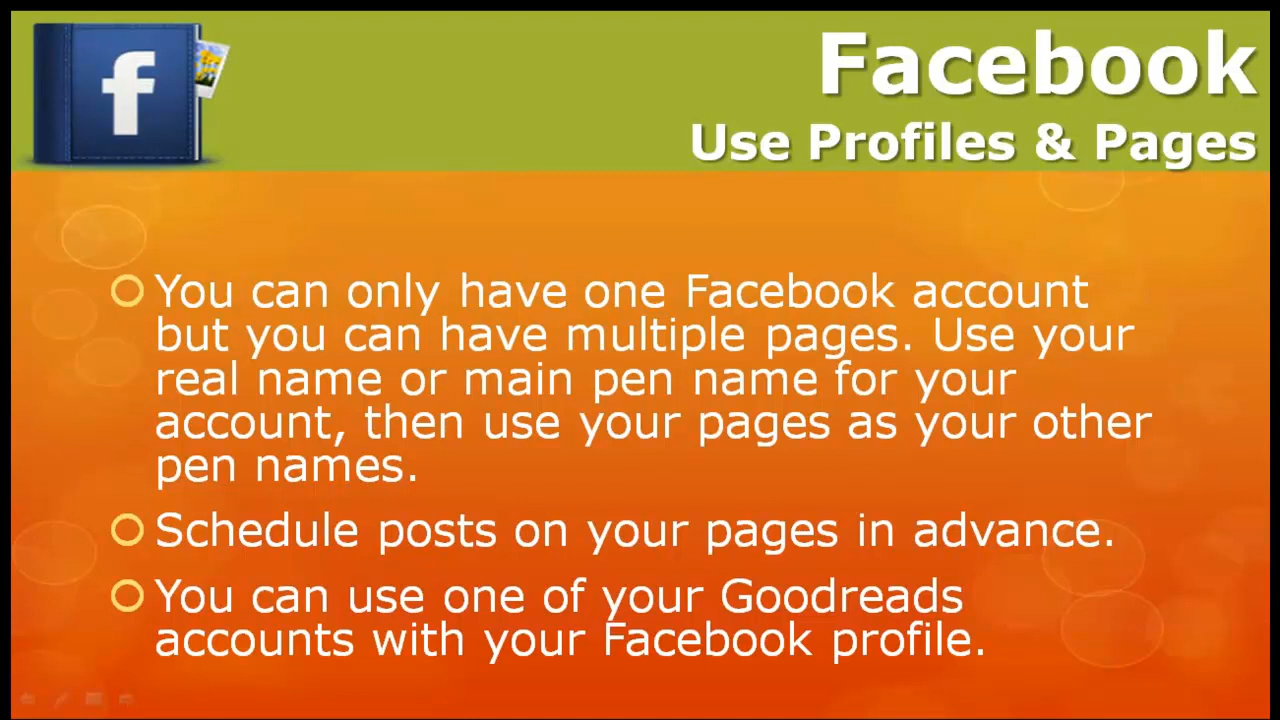 f
Facebook
Use Profiles & Pages
You can only have one Facebook account
but you can have multiple pages. Use your
real name or main pen name for your
account, then use your pages as your other
pen names.
Schedule posts on your pages in advance.
You can use one of your Goodreads
accounts with your Facebook profile.